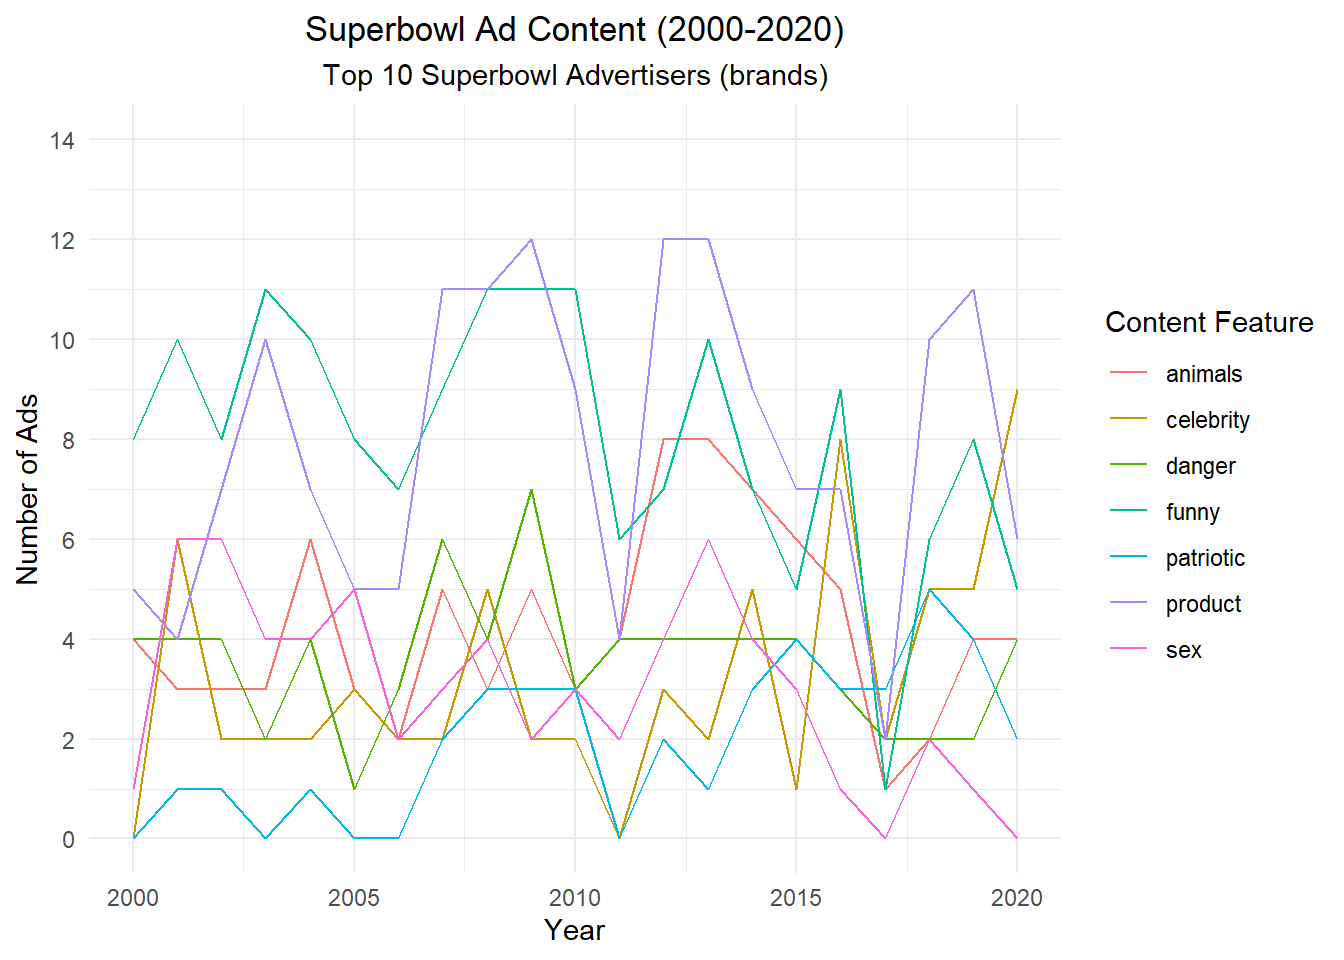 Superbowl Ad Content (2000-2020)
Top 10 Superbowl Advertisers (brands)
14
12
10
8
6
4
2
0
Number of Ads
2000
2005
2010
2015
2020
Year
Content Feature
animals
celebrity
danger
funny
patriotic
product
sex